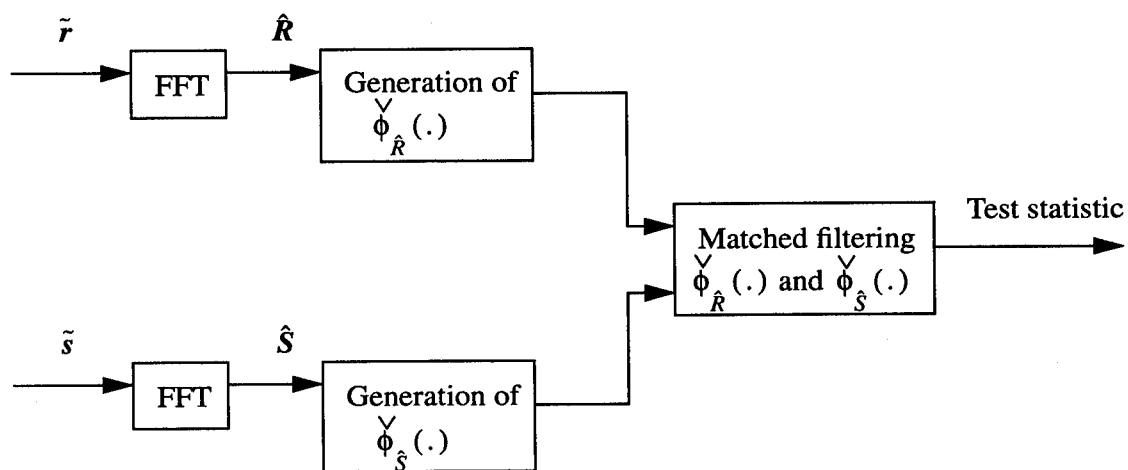 r̃
FFT
R̂
Generation of
φ̌_R̂ (.)
Matched filtering
φ̌_R̂ (.) and φ̌_Ŝ (.)
Test statistic
s̃
FFT
Ŝ
Generation of
φ̌_Ŝ (.)